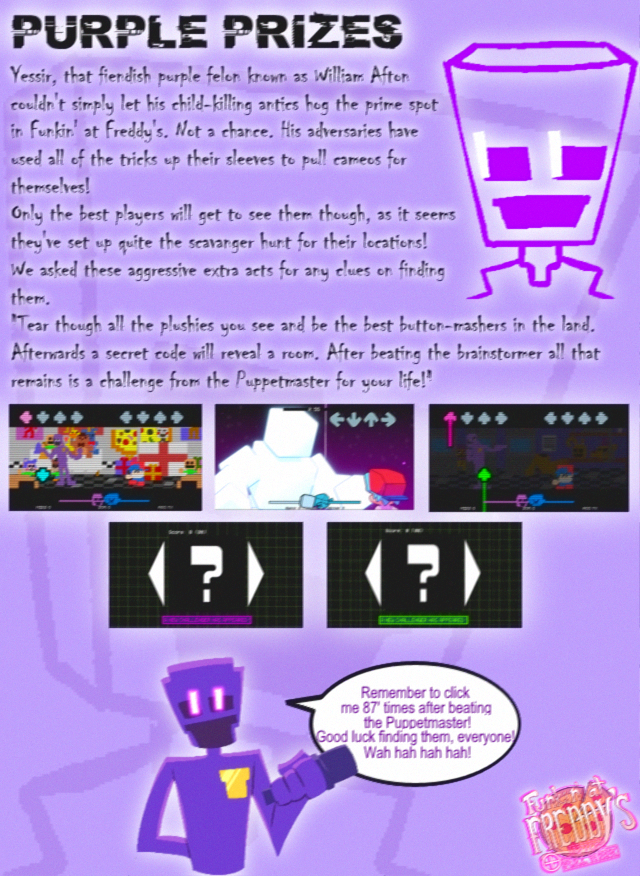 PURPLE PRIZES
Yessir, that fiendish purple felon known as William Afton
couldn't simply let his child-killing antics hog the prime spot
in Funkin' at Freddy's. Not a chance. His adversaries have
used all of the tricks up their sleeves to pull cameos for
themselves!
Only the best players will get to see them though, as it seems
they've set up quite the scavanger hunt for their locations!
We asked these aggressive extra acts for any clues on finding
them.
"Tear though all the plushies you see and be the best button-mashers in the land.
Afterwards a secret code will reveal a room. After beating the brainstormer all that
remains is a challenge from the Puppetmaster for your life!"
?
?
Remember to click
me 87' times after beating
the Puppetmaster!
Good luck finding them, everyone!
Wah hah hah hah!
FREDDY'S